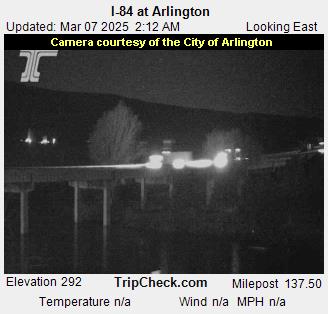 I-84 at Arlington
Updated: Mar 07 2025 2:12 AM Looking East
Camera courtesy of the City of Arlington
Elevation 292 TripCheck.com Milepost 137.50
Temperature n/a Wind n/a MPH n/a